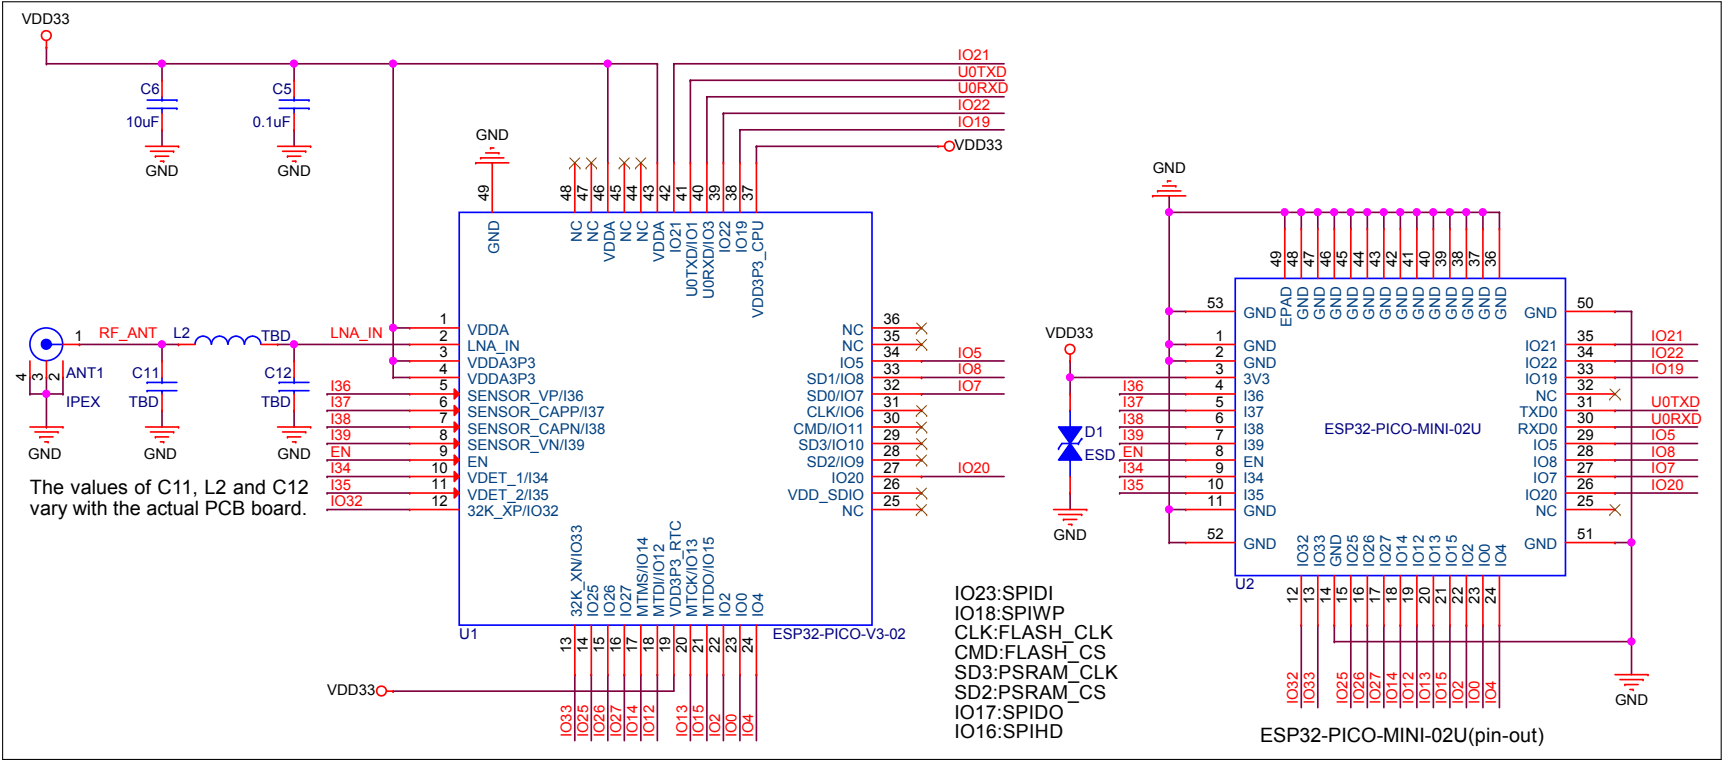 VDD33
C6
10uF
GND
C5
0.1uF
GND
IO21
U0TXD
U0RXD
IO22
IO19
VDD33
GND
49 48 47 46 45 44 43 42 41 40 39 38 37
GND NC NC VDDA NC NC VDDA IO21 U0TXD/IO1 U0RXD/IO3 IO22 IO19 VDD3P3_CPU
1 RF_ANT L2 TBD LNA_IN
4 3 2 ANT1
IPEX
GND
C11
TBD
GND
C12
TBD
GND
The values of C11, L2 and C12
vary with the actual PCB board.
1 VDDA
2 LNA_IN
3 VDDA3P3
4 VDDA3P3
I36 5 SENSOR_VP/I36
I37 6 SENSOR_CAPP/I37
I38 7 SENSOR_CAPN/I38
I39 8 SENSOR_VN/I39
EN 9 EN
I34 10 VDET_1/I34
I35 11 VDET_2/I35
IO32 12 32K_XP/IO32
NC 36
NC 35
IO5 34 IO5
SD1/IO8 33 IO8
SD0/IO7 32 IO7
CLK/IO6 31
CMD/IO11 30
SD3/IO10 29
SD2/IO9 28
IO20 27 IO20
VDD_SDIO 26
NC 25
32K_XN/IO33 IO25 IO26 IO27 MTMS/IO14 MTDI/IO12 VDD3P3_RTC MTCK/IO13 MTDO/IO15 IO2 IO0 IO4
U1
ESP32-PICO-V3-02
13 14 15 16 17 18 19 20 21 22 23 24
VDD33
IO33 IO25 IO26 IO27 IO14 IO12 IO13 IO15 IO2 IO0 IO4
IO23:SPIDI
IO18:SPIWP
CLK:FLASH_CLK
CMD:FLASH_CS
SD3:PSRAM_CLK
SD2:PSRAM_CS
IO17:SPIDO
IO16:SPIHD
VDD33
D1
ESD
GND
GND
49 48 47 46 45 44 43 42 41 40 39 38 37 36
EPAD GND GND GND GND GND GND GND GND GND GND GND GND GND
53 GND
1 GND
2 GND
3 3V3
I36 4 I36
I37 5 I37
I38 6 I38
I39 7 I39
EN 8 EN
I34 9 I34
I35 10 I35
11 GND
52 GND
ESP32-PICO-MINI-02U
GND 50
IO21 35 IO21
IO22 34 IO22
IO19 33 IO19
NC 32
TXD0 31 U0TXD
RXD0 30 U0RXD
IO5 29 IO5
IO8 28 IO8
IO7 27 IO7
IO20 26 IO20
NC 25
GND 51
IO32 IO33 GND IO25 IO26 IO27 IO14 IO12 IO13 IO15 IO2 IO0 IO4
U2
12 13 14 15 16 17 18 19 20 21 22 23 24
IO32 IO33 IO25 IO26 IO27 IO14 IO12 IO13 IO15 IO2 IO0 IO4
GND
ESP32-PICO-MINI-02U(pin-out)